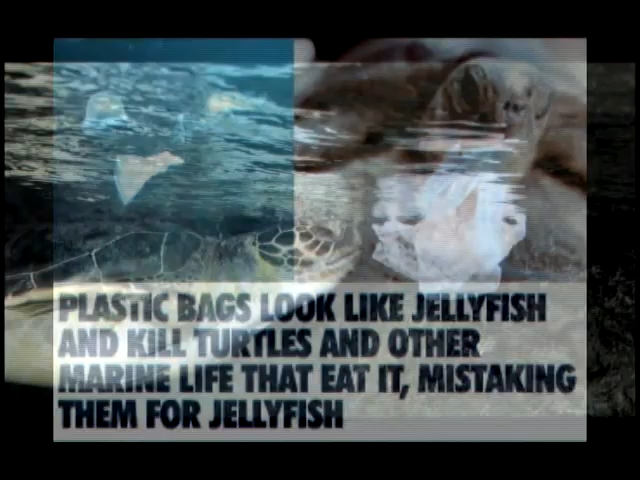 PLASTIC BAGS LOOK LIKE JELLYFISH
AND KILL TURTLES AND OTHER
MARINE LIFE THAT EAT IT, MISTAKING
THEM FOR JELLYFISH